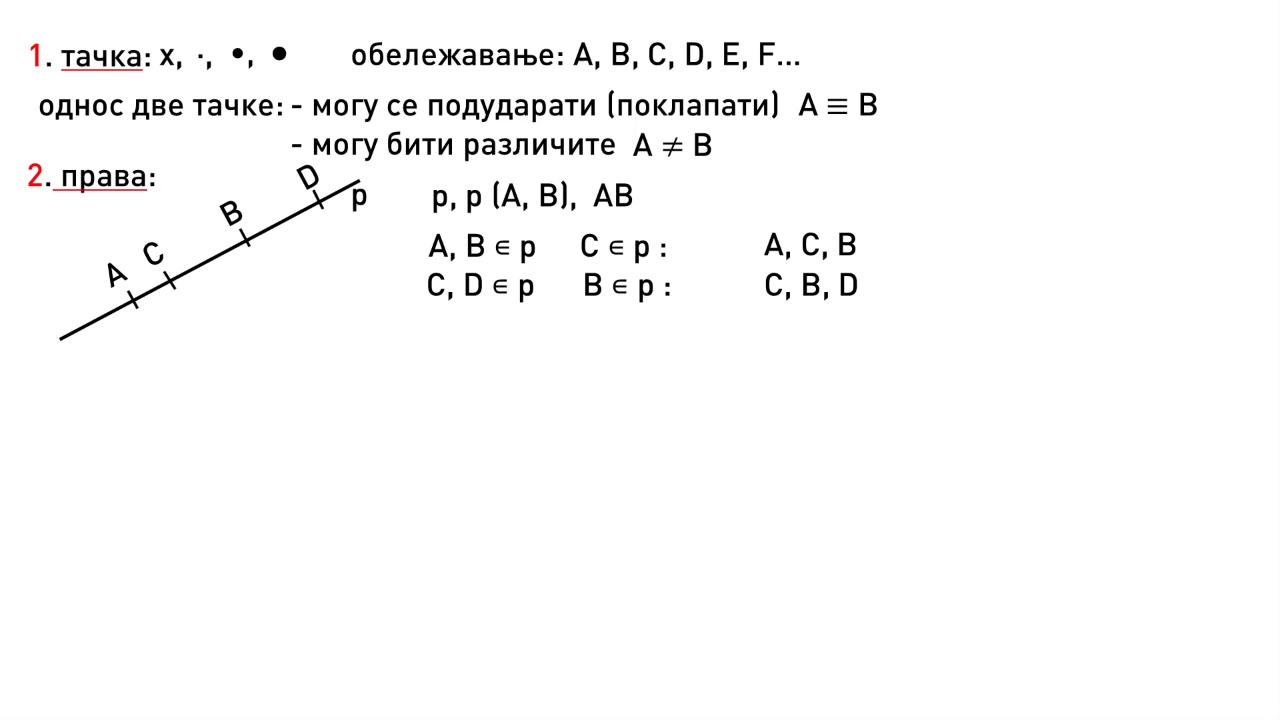 1. тачка: x, ·, •, ● обележавање: A, B, C, D, E, F...
однос две тачке: - могу се подударати (поклапати) A ≡ B
- могу бити различите A ≠ B
2. права:
A C B D p
p, p (A, B), AB
A, B ∈ p C ∈ p : A, C, B
C, D ∈ p B ∈ p : C, B, D